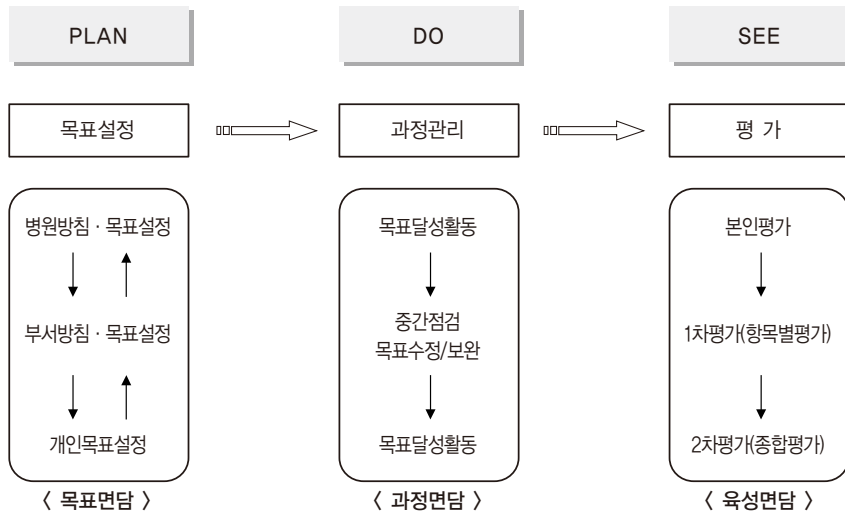 PLAN
DO
SEE
목표설정
과정관리
평 가
병원방침 · 목표설정
부서방침 · 목표설정
개인목표설정
〈 목표면담 〉
목표달성활동
중간점검
목표수정/보완
목표달성활동
〈 과정면담 〉
본인평가
1차평가(항목별평가)
2차평가(종합평가)
〈 육성면담 〉